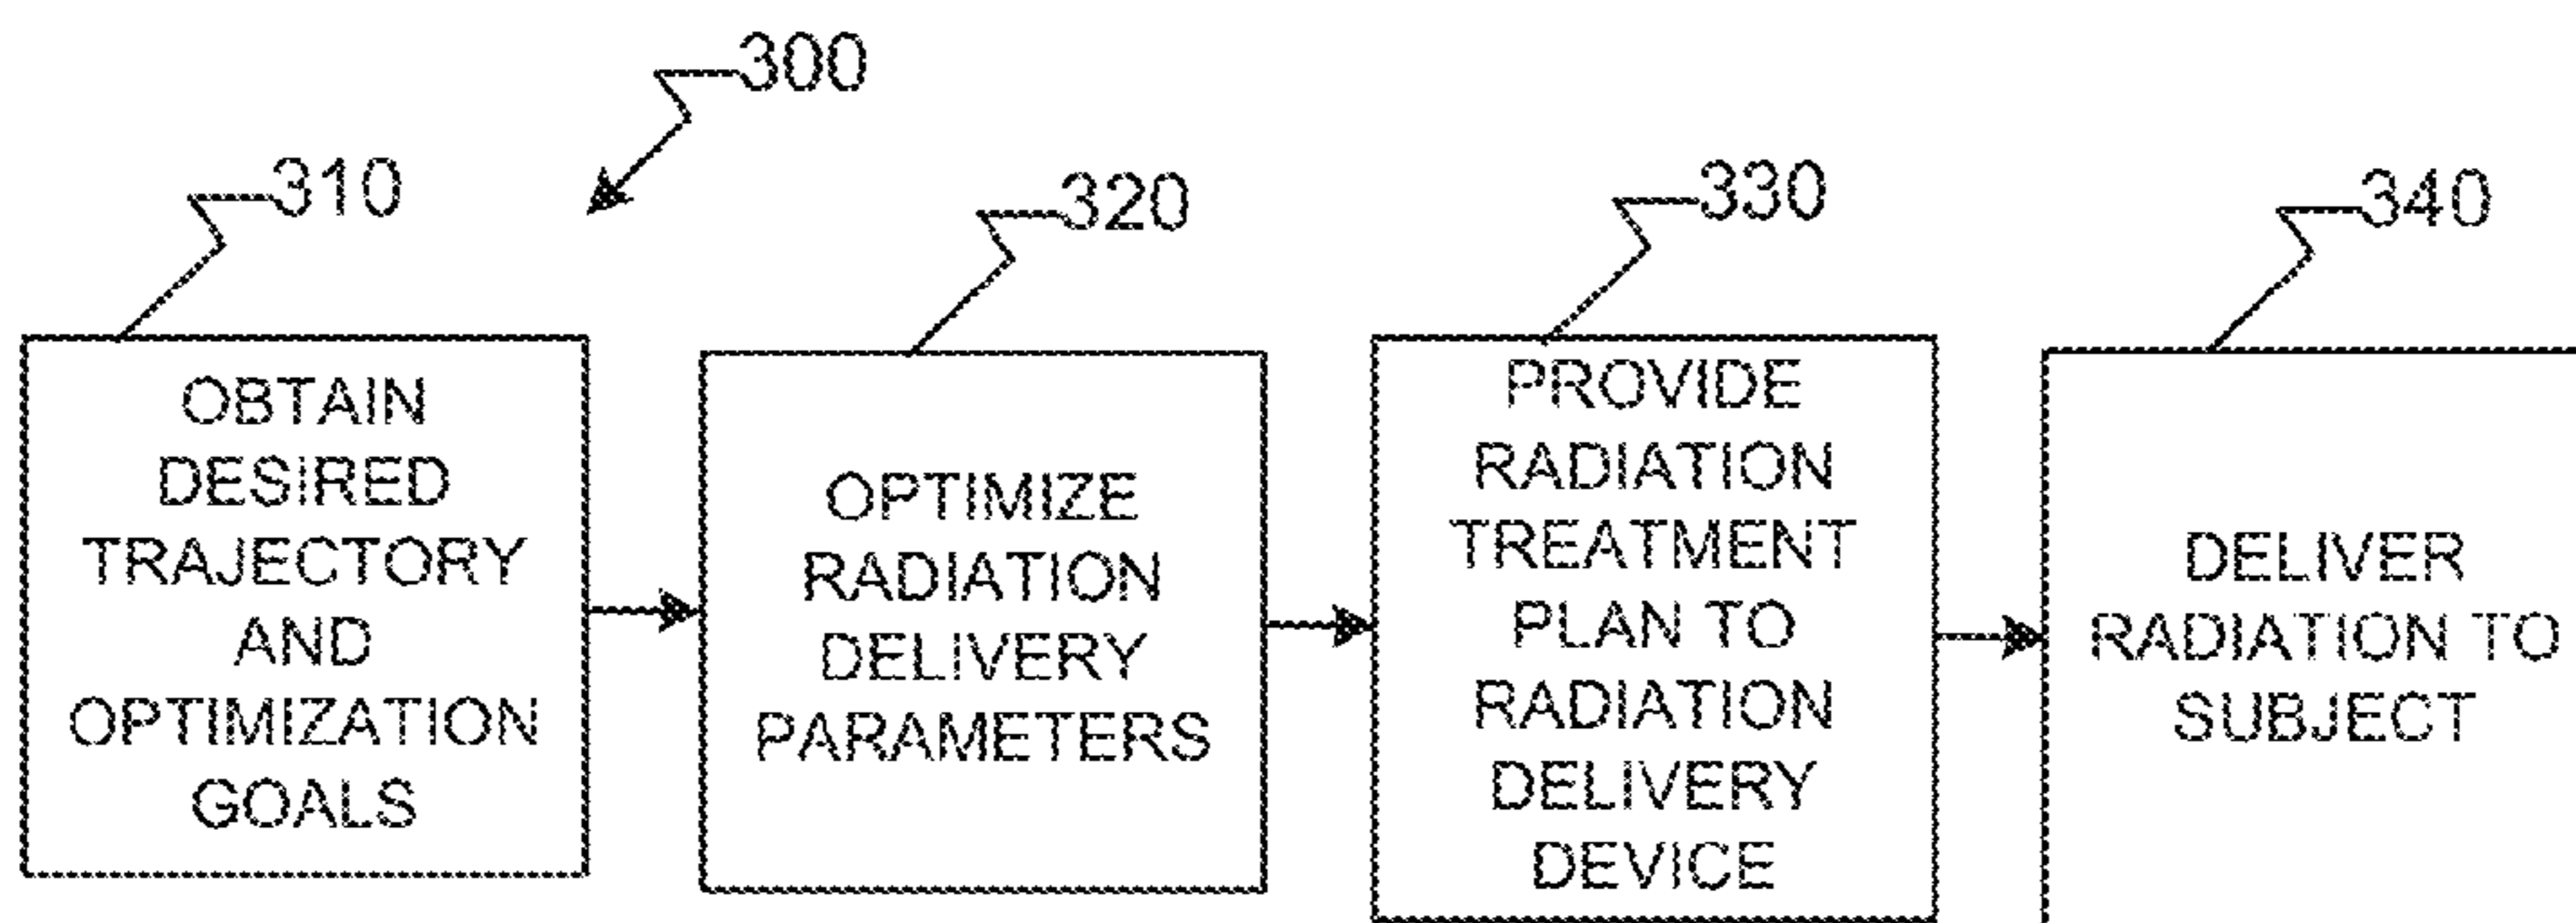 300
310
320
330
340
OBTAIN
DESIRED
TRAJECTORY
AND
OPTIMIZATION
GOALS
OPTIMIZE
RADIATION
DELIVERY
PARAMETERS
PROVIDE
RADIATION
TREATMENT
PLAN TO
RADIATION
DELIVERY
DEVICE
DELIVER
RADIATION TO
SUBJECT